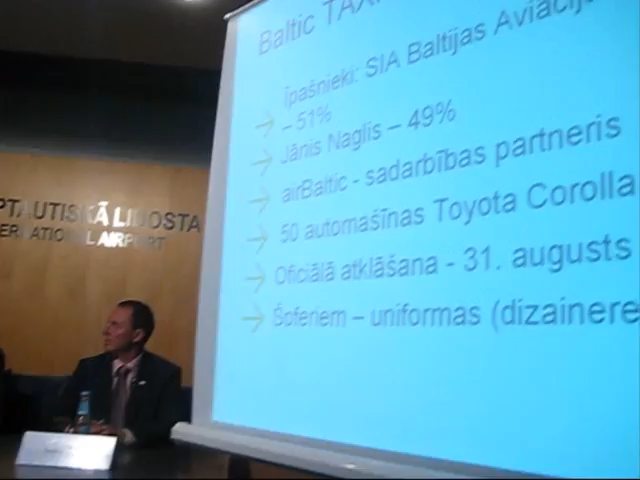 Baltic TAXI
Īpašnieki: SIA Baltijas Aviācij
– 51%
Jānis Naglis – 49%
airBaltic - sadarbības partneris
50 automašīnas Toyota Corolla
Oficiālā atklāšana - 31. augusts
Šoferiem – uniformas (dizainere
PTAUTISKĀ LIDOSTA
ERNATIONAL AIRPORT